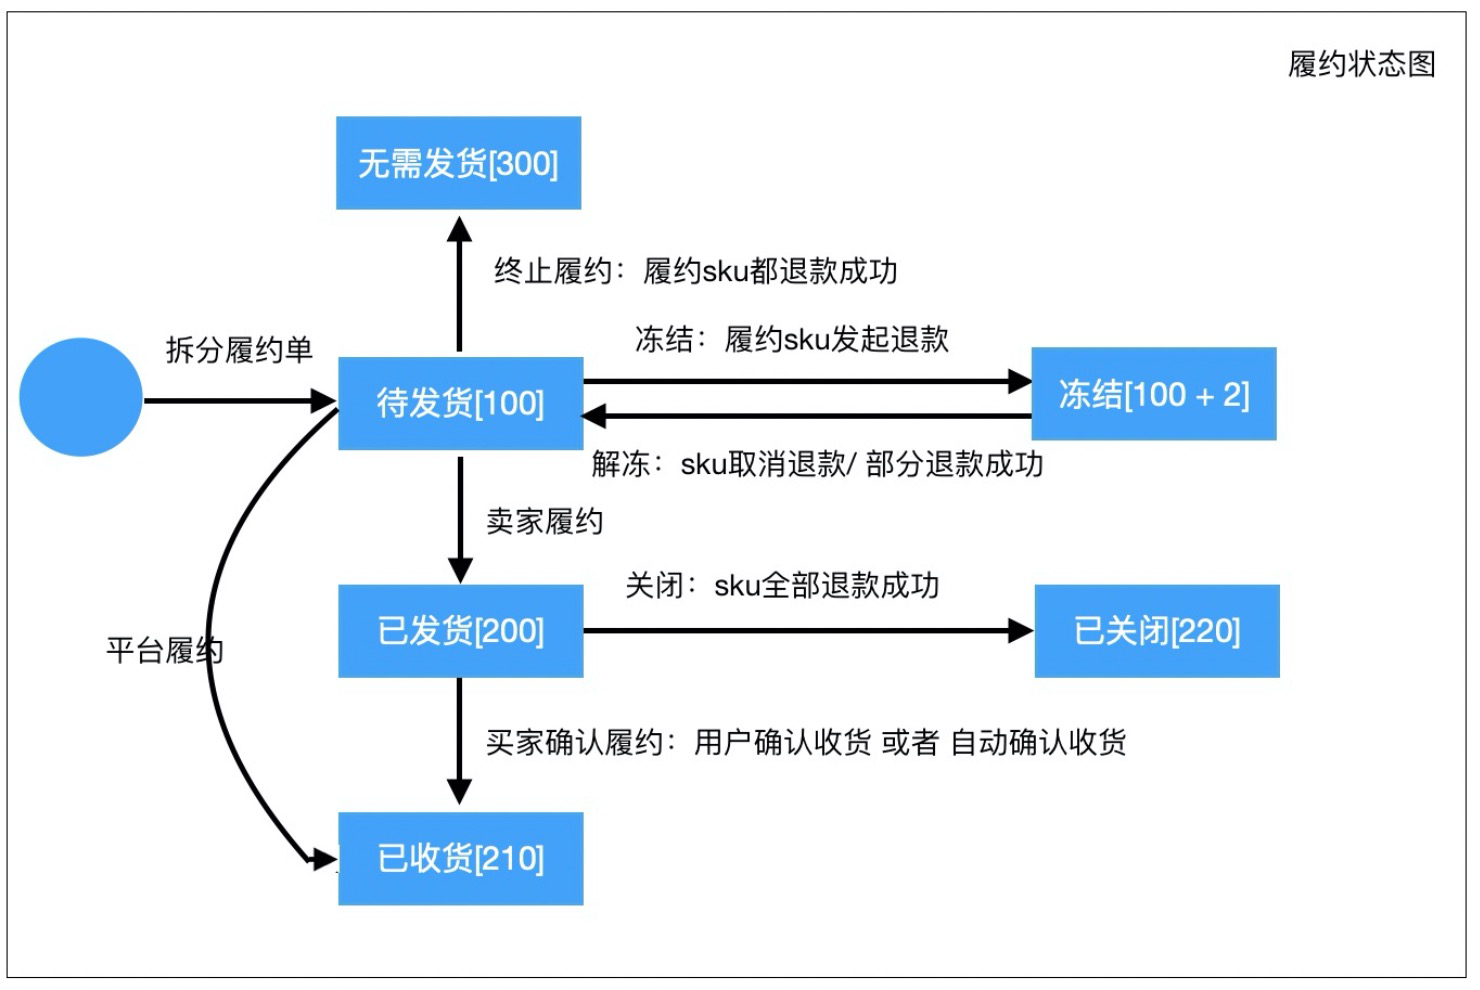 履约状态图
无需发货[300]
终止履约：履约sku都退款成功
拆分履约单
冻结：履约sku发起退款
待发货[100]
冻结[100 + 2]
解冻：sku取消退款/ 部分退款成功
卖家履约
关闭：sku全部退款成功
已发货[200]
已关闭[220]
平台履约
买家确认履约：用户确认收货 或者 自动确认收货
已收货[210]